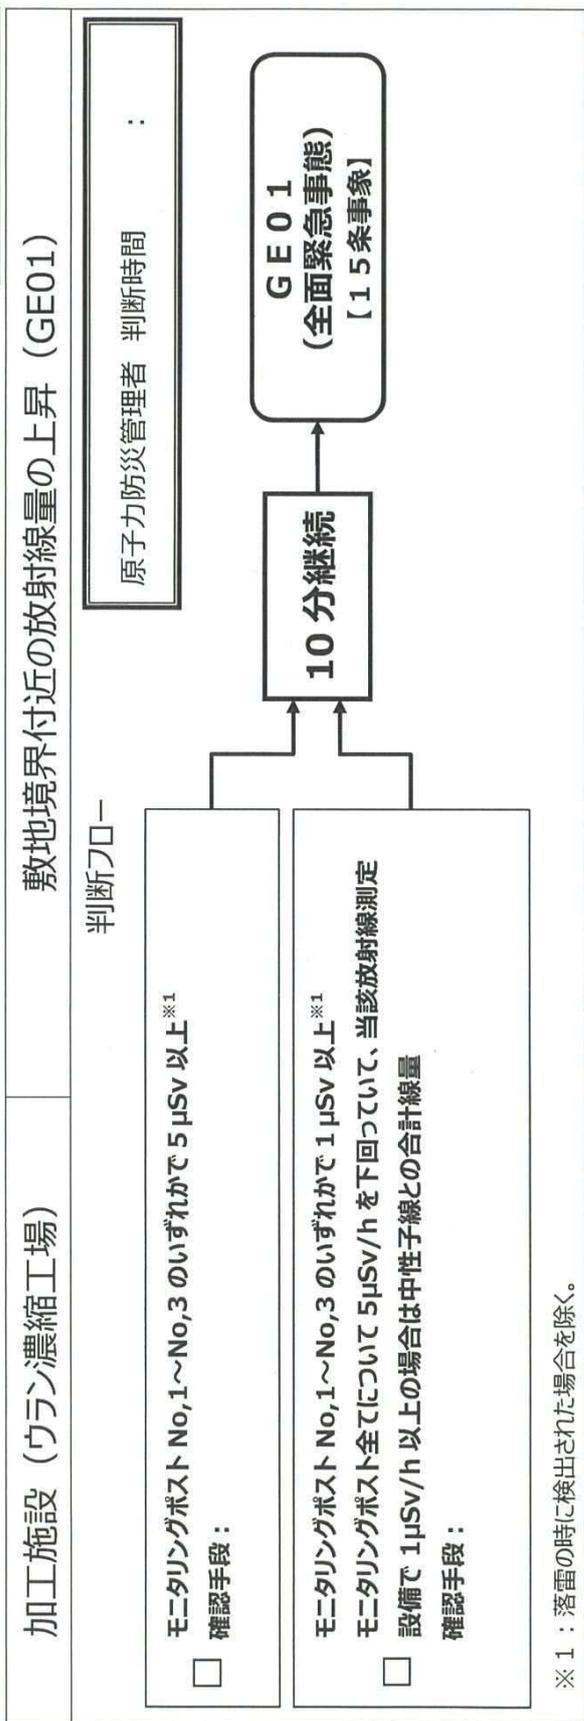 加工施設（ウラン濃縮工場）
敷地境界付近の放射線量の上昇（GE01）
原子力防災管理者　判断時間　　　　：
判断フロー
□
モニタリングポスト No,1～No,3 のいずれかで 5 μSv 以上※1
確認手段：
□
モニタリングポスト No,1～No,3 のいずれかで 1 μSv 以上※1
モニタリングポスト全てについて 5μSv/h を下回っていて、当該放射線測定
設備で 1μSv/h 以上の場合は中性子線との合計線量
確認手段：
10 分継続
ＧＥ０１
（全面緊急事態）
【１５条事象】
※１：落雷の時に検出された場合を除く。